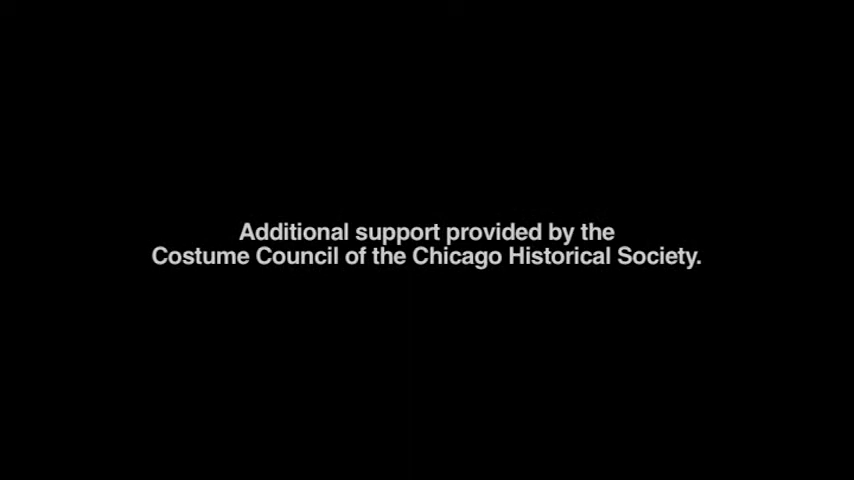 Additional support provided by the
Costume Council of the Chicago Historical Society.